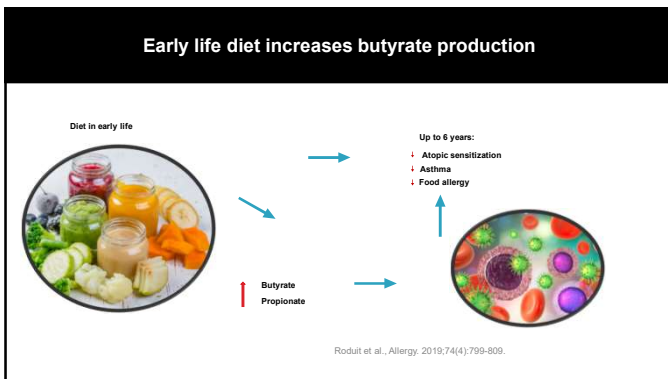 Early life diet increases butyrate production
Diet in early life
Up to 6 years:
Atopic sensitization
Asthma
Food allergy
Butyrate
Propionate
Roduit et al., Allergy. 2019;74(4):799-809.